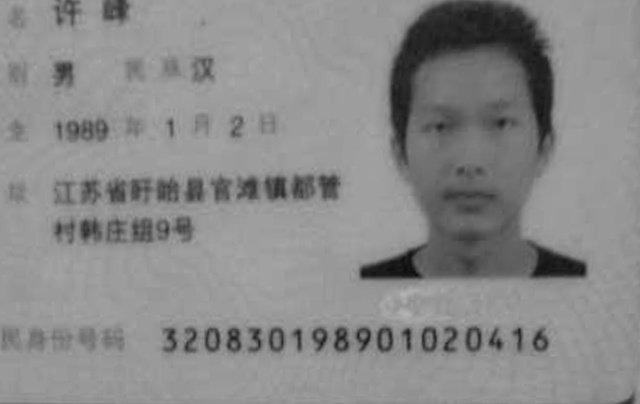 名 许峰
别 男 民族 汉
生 1989 年 1 月 2 日
址 江苏省盱眙县官滩镇都管
村韩庄组9号
民身份号码 320830198901020416